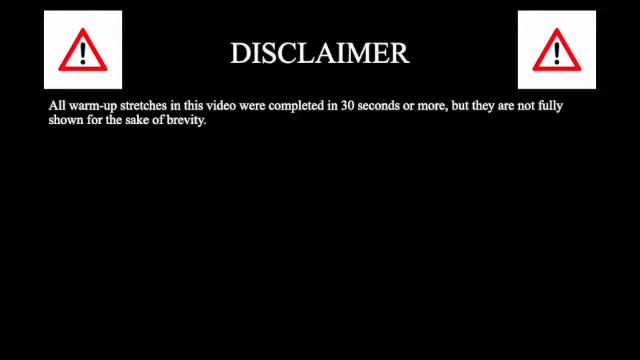 DISCLAIMER
All warm-up stretches in this video were completed in 30 seconds or more, but they are not fully
shown for the sake of brevity.